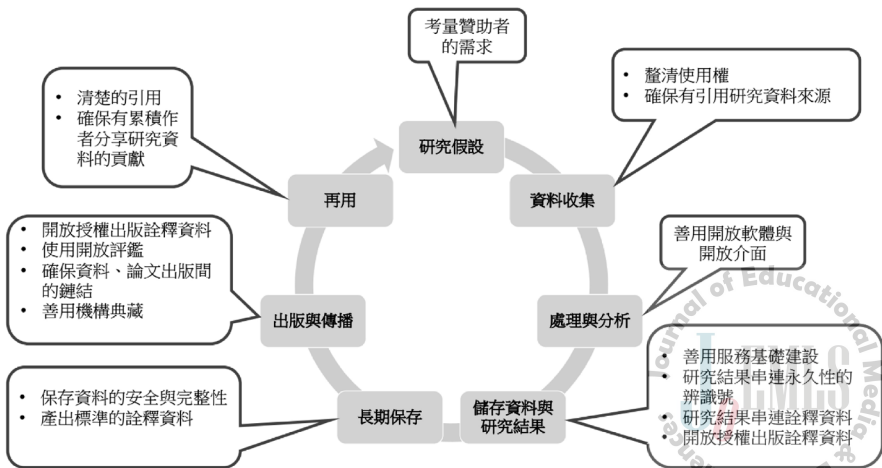 考量贊助者
的需求
• 釐清使用權
• 確保有引用研究資料來源
• 清楚的引用
• 確保有累積作
者分享研究資
料的貢獻
研究假設
再用
資料收集
• 開放授權出版詮釋資料
• 使用開放評鑑
• 確保資料、論文出版間
的鏈結
• 善用機構典藏
善用開放軟體與
開放介面
出版與傳播
處理與分析
• 善用服務基礎建設
• 研究結果串連永久性的
辨識號
• 研究結果串連詮釋資料
• 開放授權出版詮釋資料
• 保存資料的安全與完整性
• 產出標準的詮釋資料
長期保存
儲存資料與
研究結果
Journal of Educational Media
JEMLS